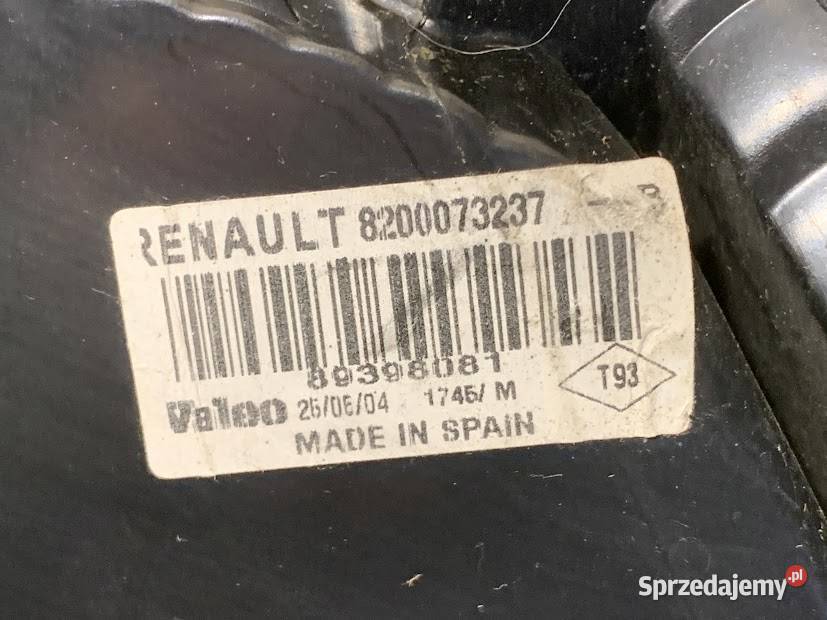 RENAULT 8200073237 - B
89398081
Valeo 25/06/04 1745/ M
T93
MADE IN SPAIN
Sprzedajemy.pl